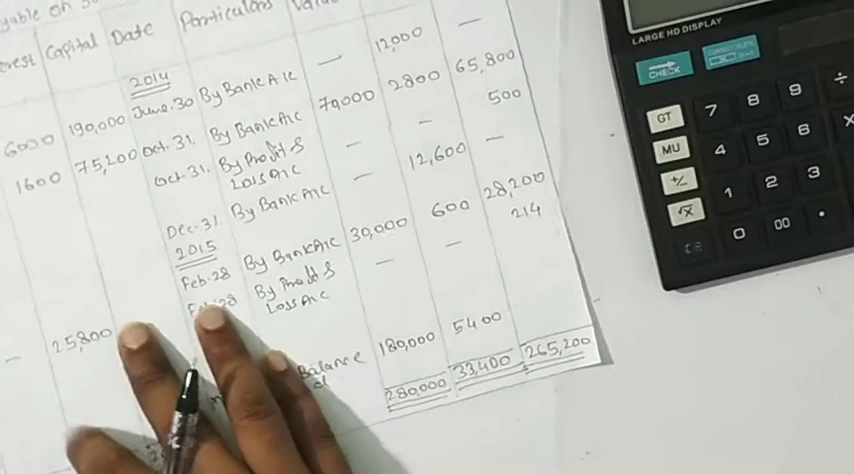 erest Capital Date Particulars
2014
6000 190,000 June.30 By Bank A/C — 12,000 —
1600 75,200 Oct.31. By Bank A/C 70,000 2800 65,800
Oct.31. By Profit & Loss A/C — — 500
Dec.31 By Bank A/C — 12,600 —
2015
Feb.28 By Bank A/C 30,000 600 28,200
By Profit & Loss A/C — — 214
— 25,800
Balance 180,000 5400
280,000 33,400 265,200
LARGE HD DISPLAY
CHECK
GT 7 8 9 ÷
MU 4 5 6 X
+/− 1 2 3
√x 0 00 .